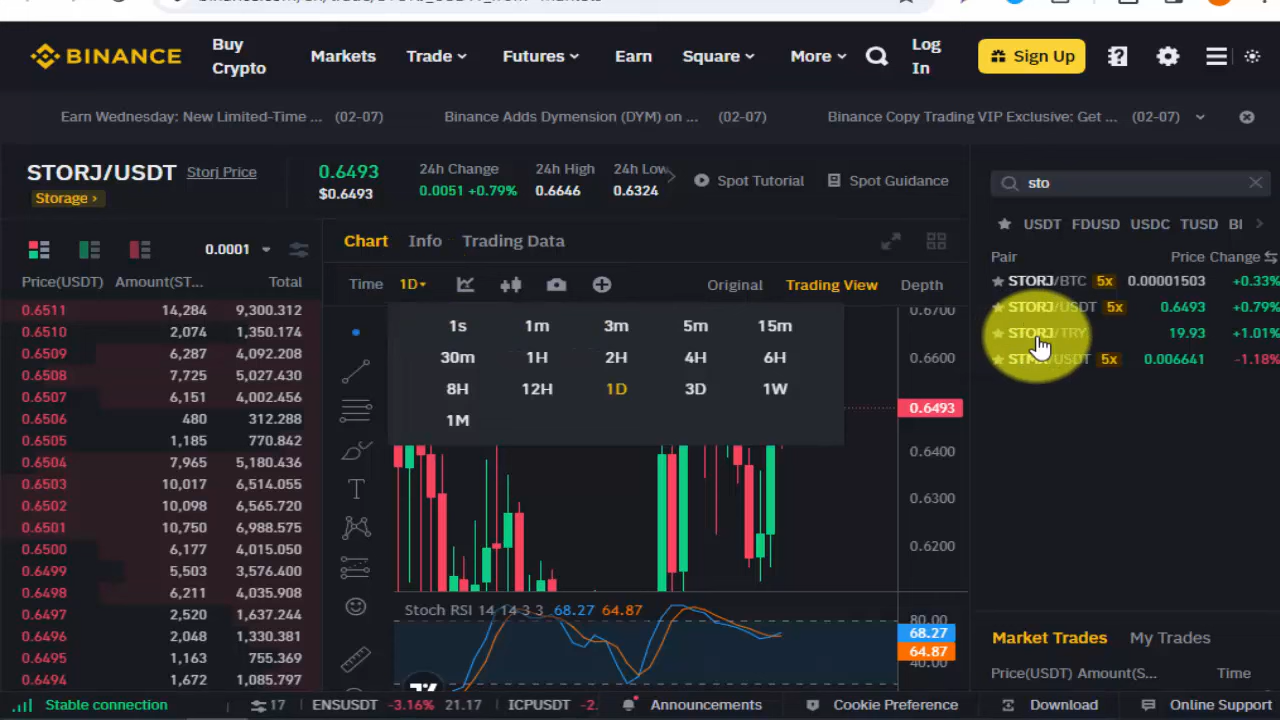 BINANCE
Buy Crypto
Markets
Trade
Futures
Earn
Square
More
Log In
Sign Up
Earn Wednesday: New Limited-Time ... (02-07)
Binance Adds Dymension (DYM) on ... (02-07)
Binance Copy Trading VIP Exclusive: Get ... (02-07)
STORJ/USDT
Storj Price
Storage
0.6493
$0.6493
24h Change
0.0051 +0.79%
24h High
0.6646
24h Low
0.6324
Spot Tutorial
Spot Guidance
0.0001
Price(USDT) Amount(ST... Total
0.6511 14,284 9,300.312
0.6510 2,074 1,350.174
0.6509 6,287 4,092.208
0.6508 7,725 5,027.430
0.6507 6,151 4,002.456
0.6506 480 312.288
0.6505 1,185 770.842
0.6504 7,965 5,180.436
0.6503 10,017 6,514.055
0.6502 10,098 6,565.720
0.6501 10,750 6,988.575
0.6500 6,177 4,015.050
0.6499 5,503 3,576.400
0.6498 6,211 4,035.908
0.6497 2,520 1,637.244
0.6496 2,048 1,330.381
0.6495 1,163 755.369
0.6494 1,672 1,085.797
Chart
Info
Trading Data
Time
1D
Original
Trading View
Depth
1s 1m 3m 5m 15m
30m 1H 2H 4H 6H
8H 12H 1D 3D 1W
1M
0.6700
0.6600
0.6493
0.6400
0.6300
0.6200
Stoch RSI 14 14 3 3 68.27 64.87
80.00
68.27
64.87
40.00
sto
USDT FDUSD USDC TUSD
Pair Price Change
STORJ/BTC 5x 0.00001503 +0.33%
STORJ/USDT 5x 0.6493 +0.79%
STORJ/TRY 19.93 +1.01%
5x 0.006641 -1.18%
Market Trades
My Trades
Price(USDT) Amount(S... Time
Stable connection
17
ENSUSDT -3.16% 21.17
ICPUSDT -2.
Announcements
Cookie Preference
Download
Online Support